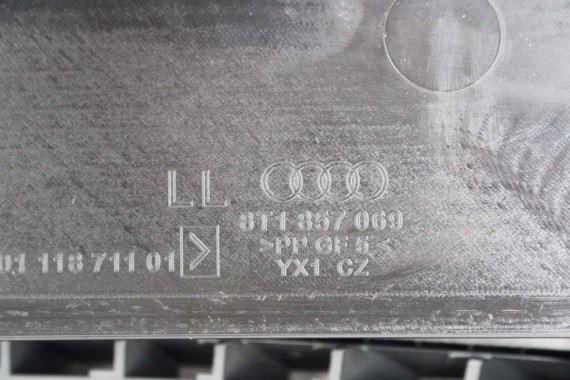 LL
8T1 857 069
>PP GF 5<
01 118 711 01 >
YX1 CZ